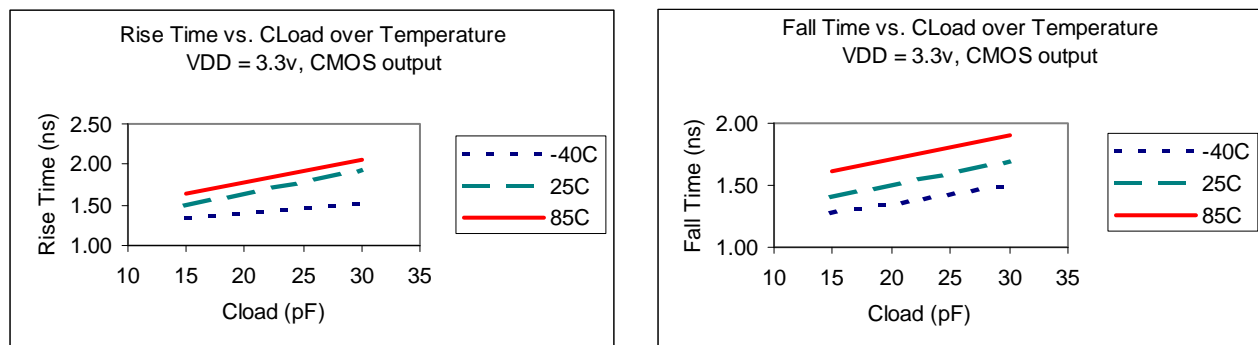 Rise Time vs. CLoad over Temperature
VDD = 3.3v, CMOS output
Rise Time (ns)
2.50
2.00
1.50
1.00
10 15 20 25 30 35
Cload (pF)
-40C
25C
85C
Fall Time vs. CLoad over Temperature
VDD = 3.3v, CMOS output
Fall Time (ns)
2.00
1.50
1.00
10 15 20 25 30 35
Cload (pF)
-40C
25C
85C